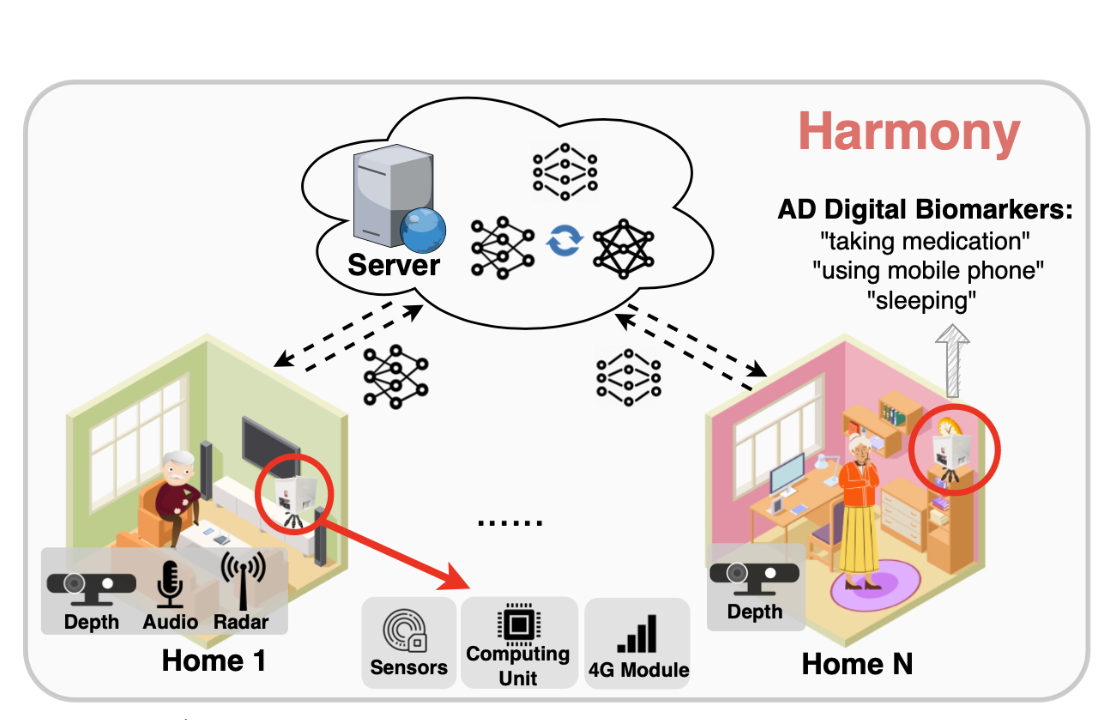 Harmony
AD Digital Biomarkers:
"taking medication"
"using mobile phone"
"sleeping"
Server
......
Depth
Audio
Radar
Home 1
Sensors
Computing
Unit
4G Module
Depth
Home N